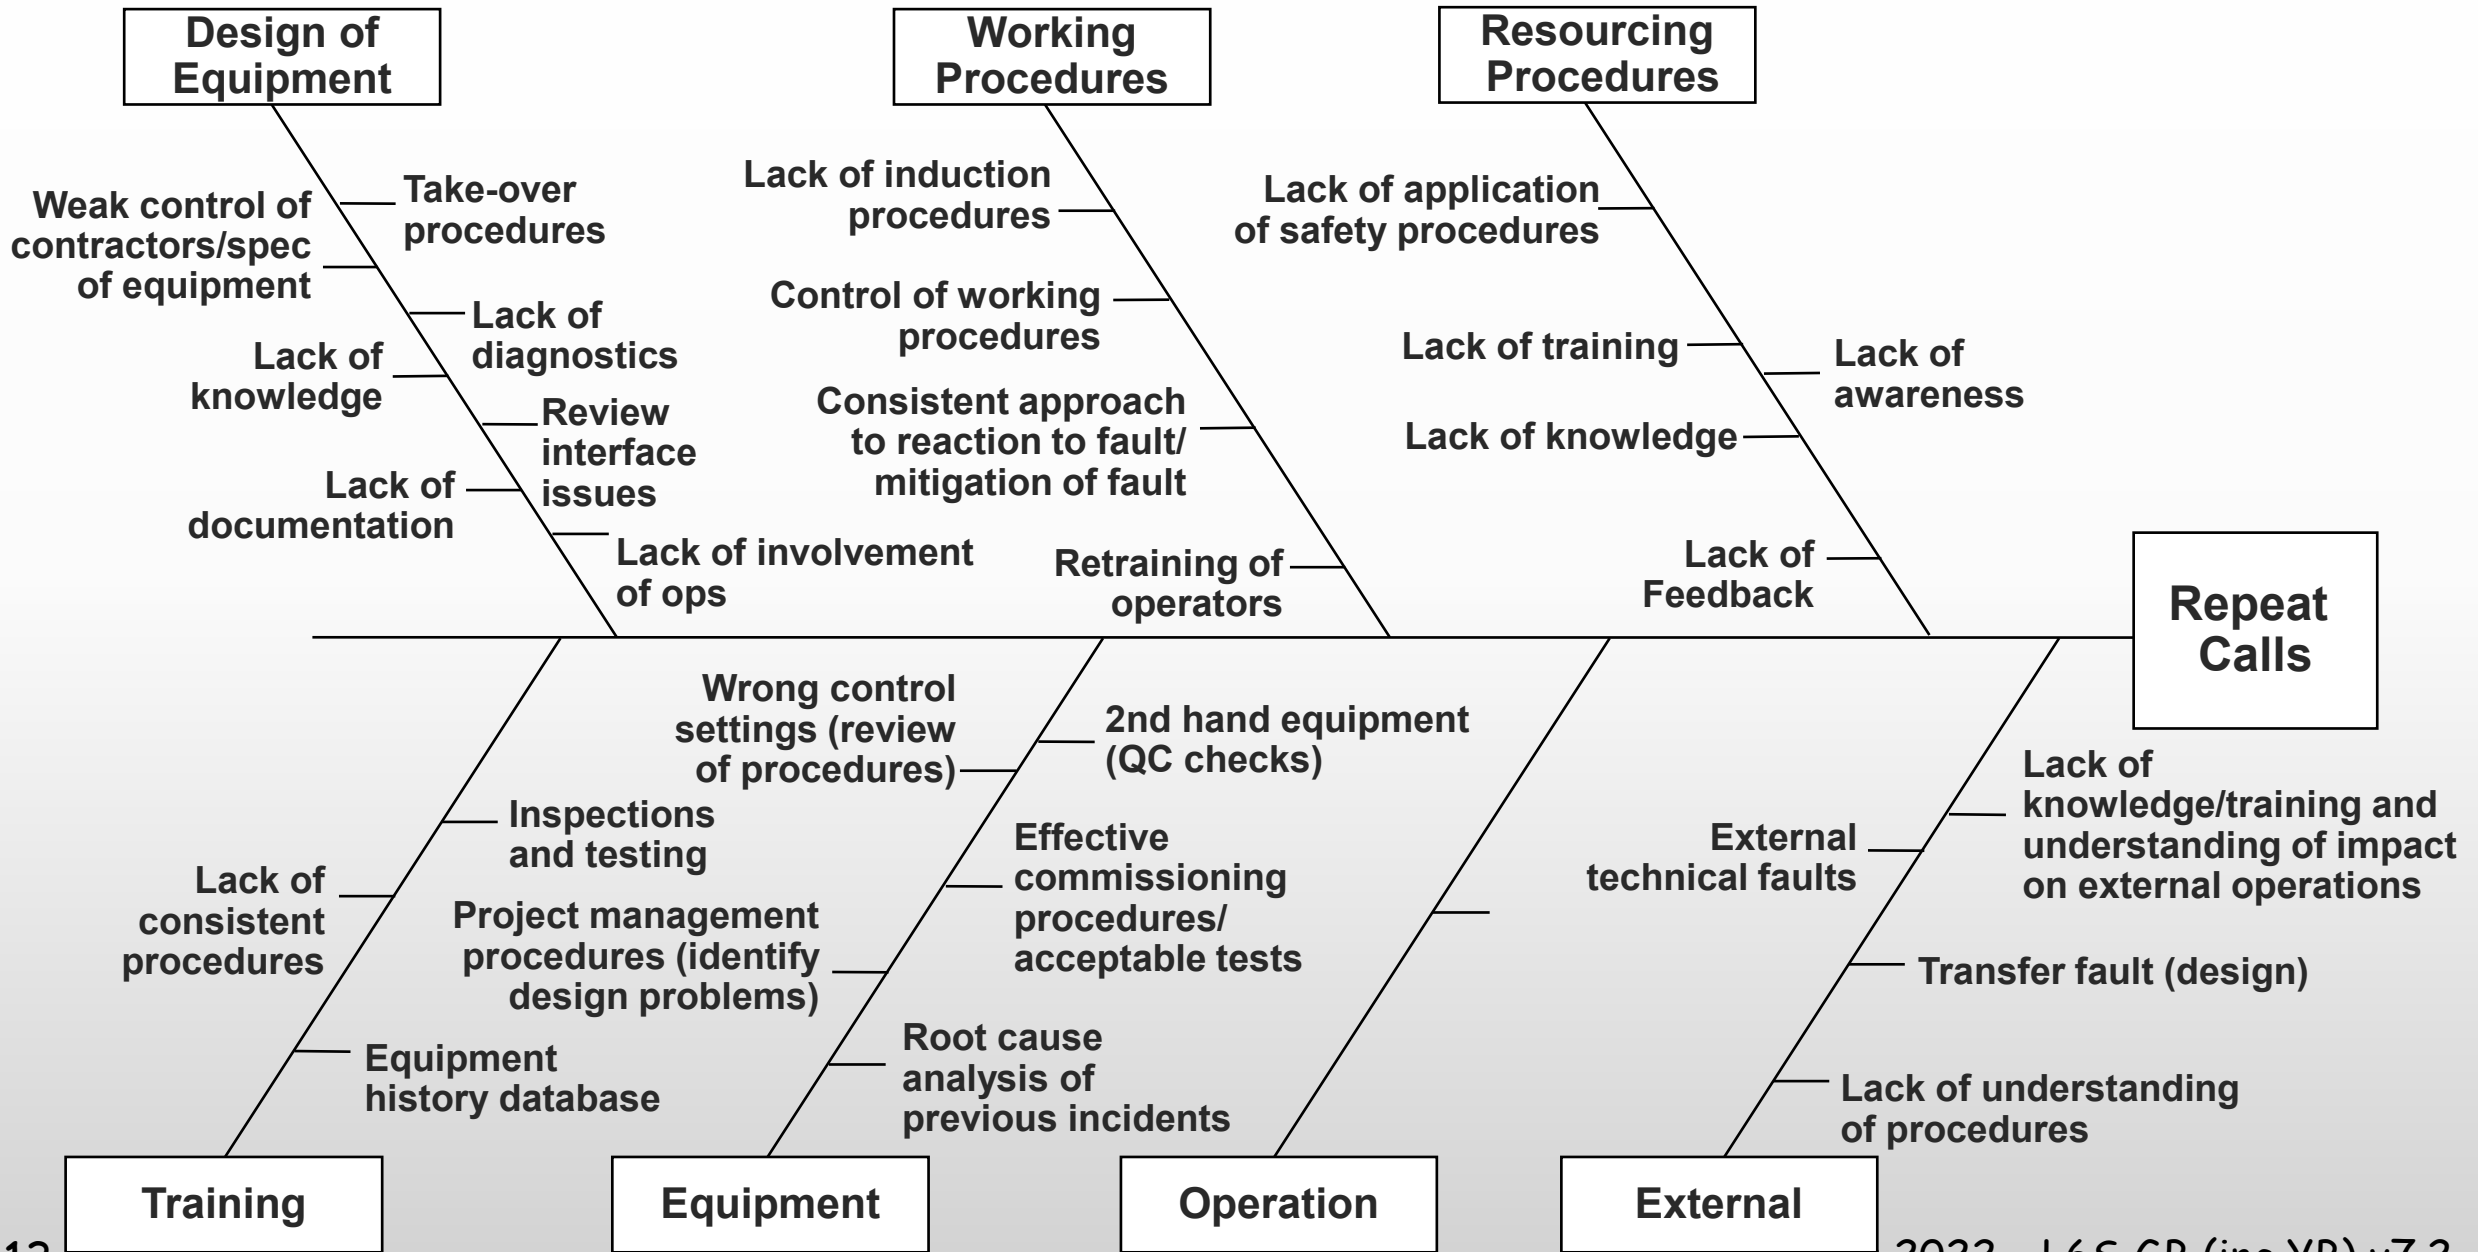 Design of
Equipment
Working
Procedures
Resourcing
Procedures
Take-over
procedures
Weak control of
contractors/spec
of equipment
Lack of
diagnostics
Lack of
knowledge
Review
interface
issues
Lack of
documentation
Lack of involvement
of ops
Lack of induction
procedures
Control of working
procedures
Consistent approach
to reaction to fault/
mitigation of fault
Retraining of
operators
Lack of application
of safety procedures
Lack of training
Lack of
awareness
Lack of knowledge
Lack of
Feedback
Repeat
Calls
Inspections
and testing
Lack of
consistent
procedures
Equipment
history database
Wrong control
settings (review
of procedures)
2nd hand equipment
(QC checks)
Effective
commissioning
procedures/
acceptable tests
Project management
procedures (identify
design problems)
Root cause
analysis of
previous incidents
Lack of
knowledge/training and
understanding of impact
on external operations
External
technical faults
Transfer fault (design)
Lack of understanding
of procedures
Training
Equipment
Operation
External